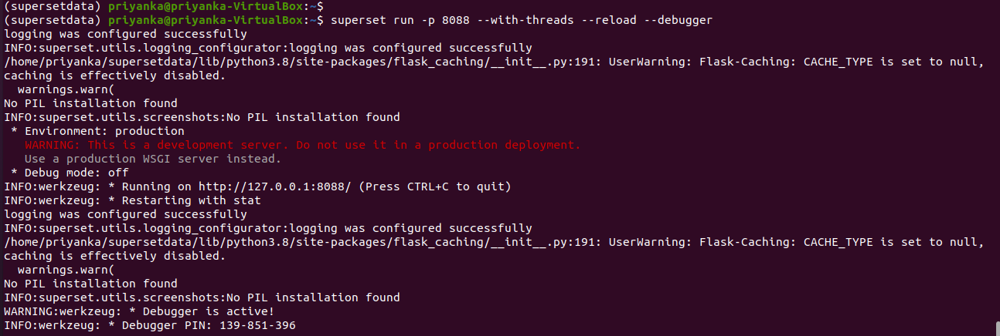 (supersetdata) priyanka@priyanka-VirtualBox:~$
(supersetdata) priyanka@priyanka-VirtualBox:~$ superset run -p 8088 --with-threads --reload --debugger
logging was configured successfully
INFO:superset.utils.logging_configurator:logging was configured successfully
/home/priyanka/supersetdata/lib/python3.8/site-packages/flask_caching/__init__.py:191: UserWarning: Flask-Caching: CACHE_TYPE is set to null,
caching is effectively disabled.
  warnings.warn(
No PIL installation found
INFO:superset.utils.screenshots:No PIL installation found
 * Environment: production
   WARNING: This is a development server. Do not use it in a production deployment.
   Use a production WSGI server instead.
 * Debug mode: off
INFO:werkzeug: * Running on http://127.0.0.1:8088/ (Press CTRL+C to quit)
INFO:werkzeug: * Restarting with stat
logging was configured successfully
INFO:superset.utils.logging_configurator:logging was configured successfully
/home/priyanka/supersetdata/lib/python3.8/site-packages/flask_caching/__init__.py:191: UserWarning: Flask-Caching: CACHE_TYPE is set to null,
caching is effectively disabled.
  warnings.warn(
No PIL installation found
INFO:superset.utils.screenshots:No PIL installation found
WARNING:werkzeug: * Debugger is active!
INFO:werkzeug: * Debugger PIN: 139-851-396